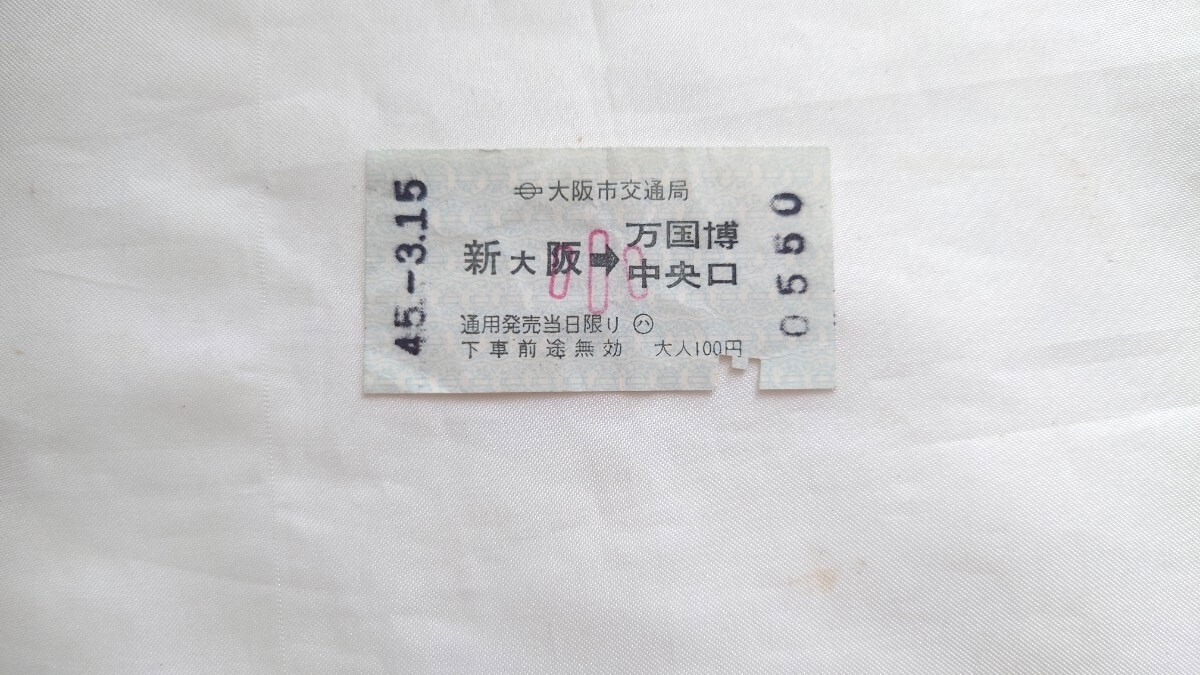 45.-3.15
大阪市交通局
新大阪➡万国博中央口
通用発売当日限り ㋩
下車前途無効 大人100円
0550